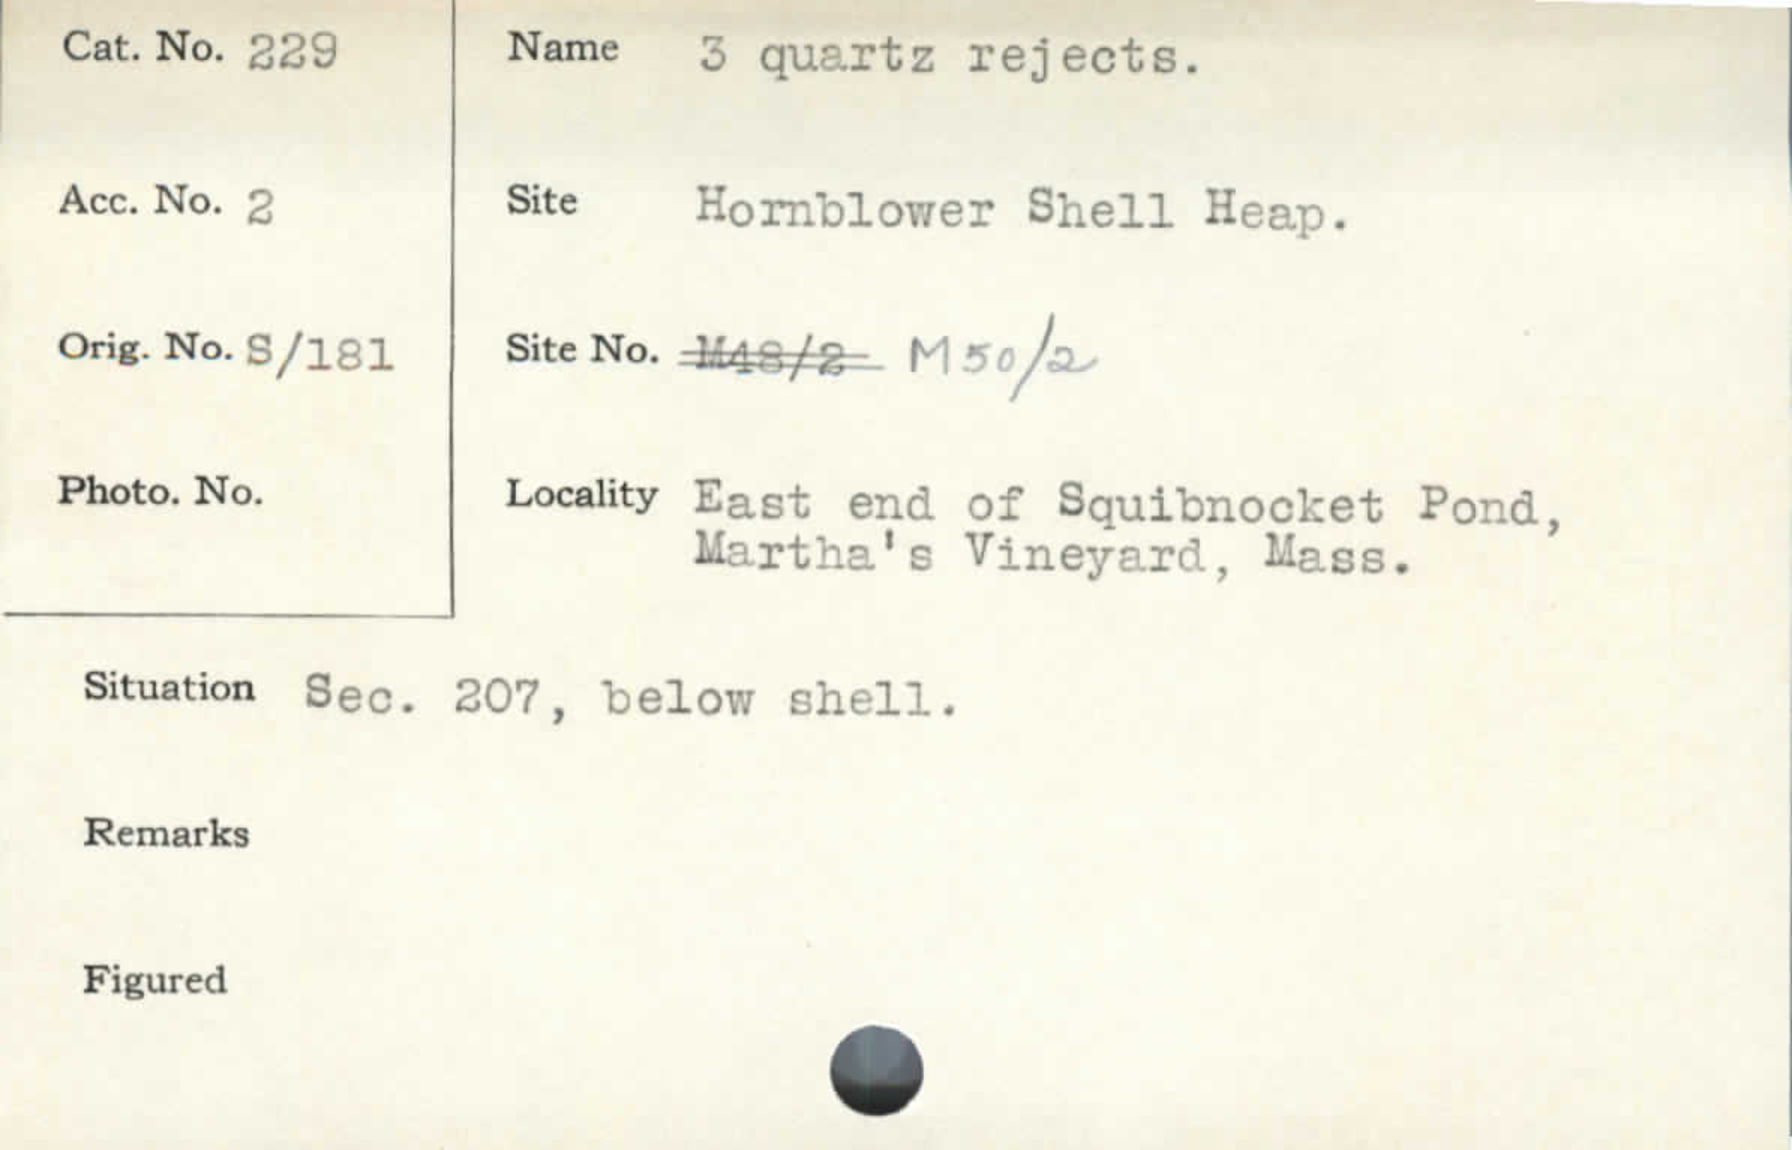 Cat. No. 229
Name 3 quartz rejects.
Acc. No. 2
Site Hornblower Shell Heap.
Orig. No. S/181
Site No. M48/2 M50/2
Photo. No.
Locality East end of Squibnocket Pond,
Martha's Vineyard, Mass.
Situation Sec. 207, below shell.
Remarks
Figured